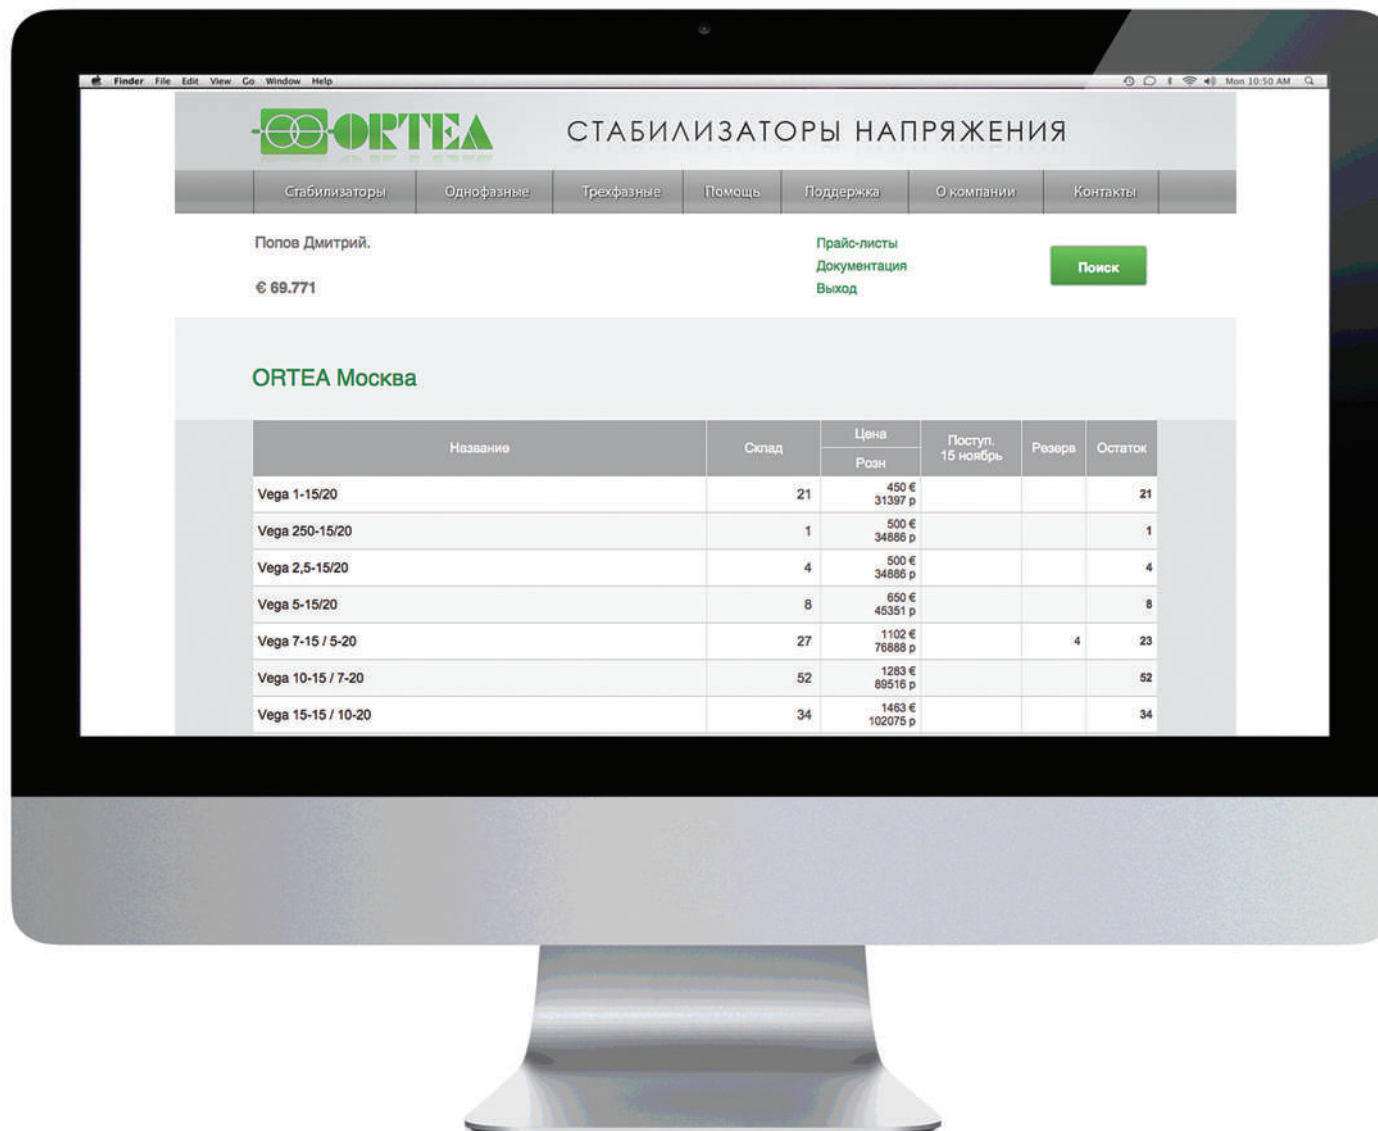 Finder File Edit View Go Window Help Mon 10:50 AM
ORTEA СТАБИЛИЗАТОРЫ НАПРЯЖЕНИЯ
Стабилизаторы Однофазные Трехфазные Помощь Поддержка О компании Контакты
Попов Дмитрий.
€ 69.771
Прайс-листы
Документация
Выход
Поиск
ORTEA Москва
Название Склад Цена Розн Поступ. 15 ноябрь Резерв Остаток
Vega 1-15/20 21 450 € 31397 р 21
Vega 250-15/20 1 500 € 34886 р 1
Vega 2,5-15/20 4 500 € 34886 р 4
Vega 5-15/20 8 650 € 45351 р 8
Vega 7-15 / 5-20 27 1102 € 76888 р 4 23
Vega 10-15 / 7-20 52 1283 € 89516 р 52
Vega 15-15 / 10-20 34 1463 € 102075 р 34